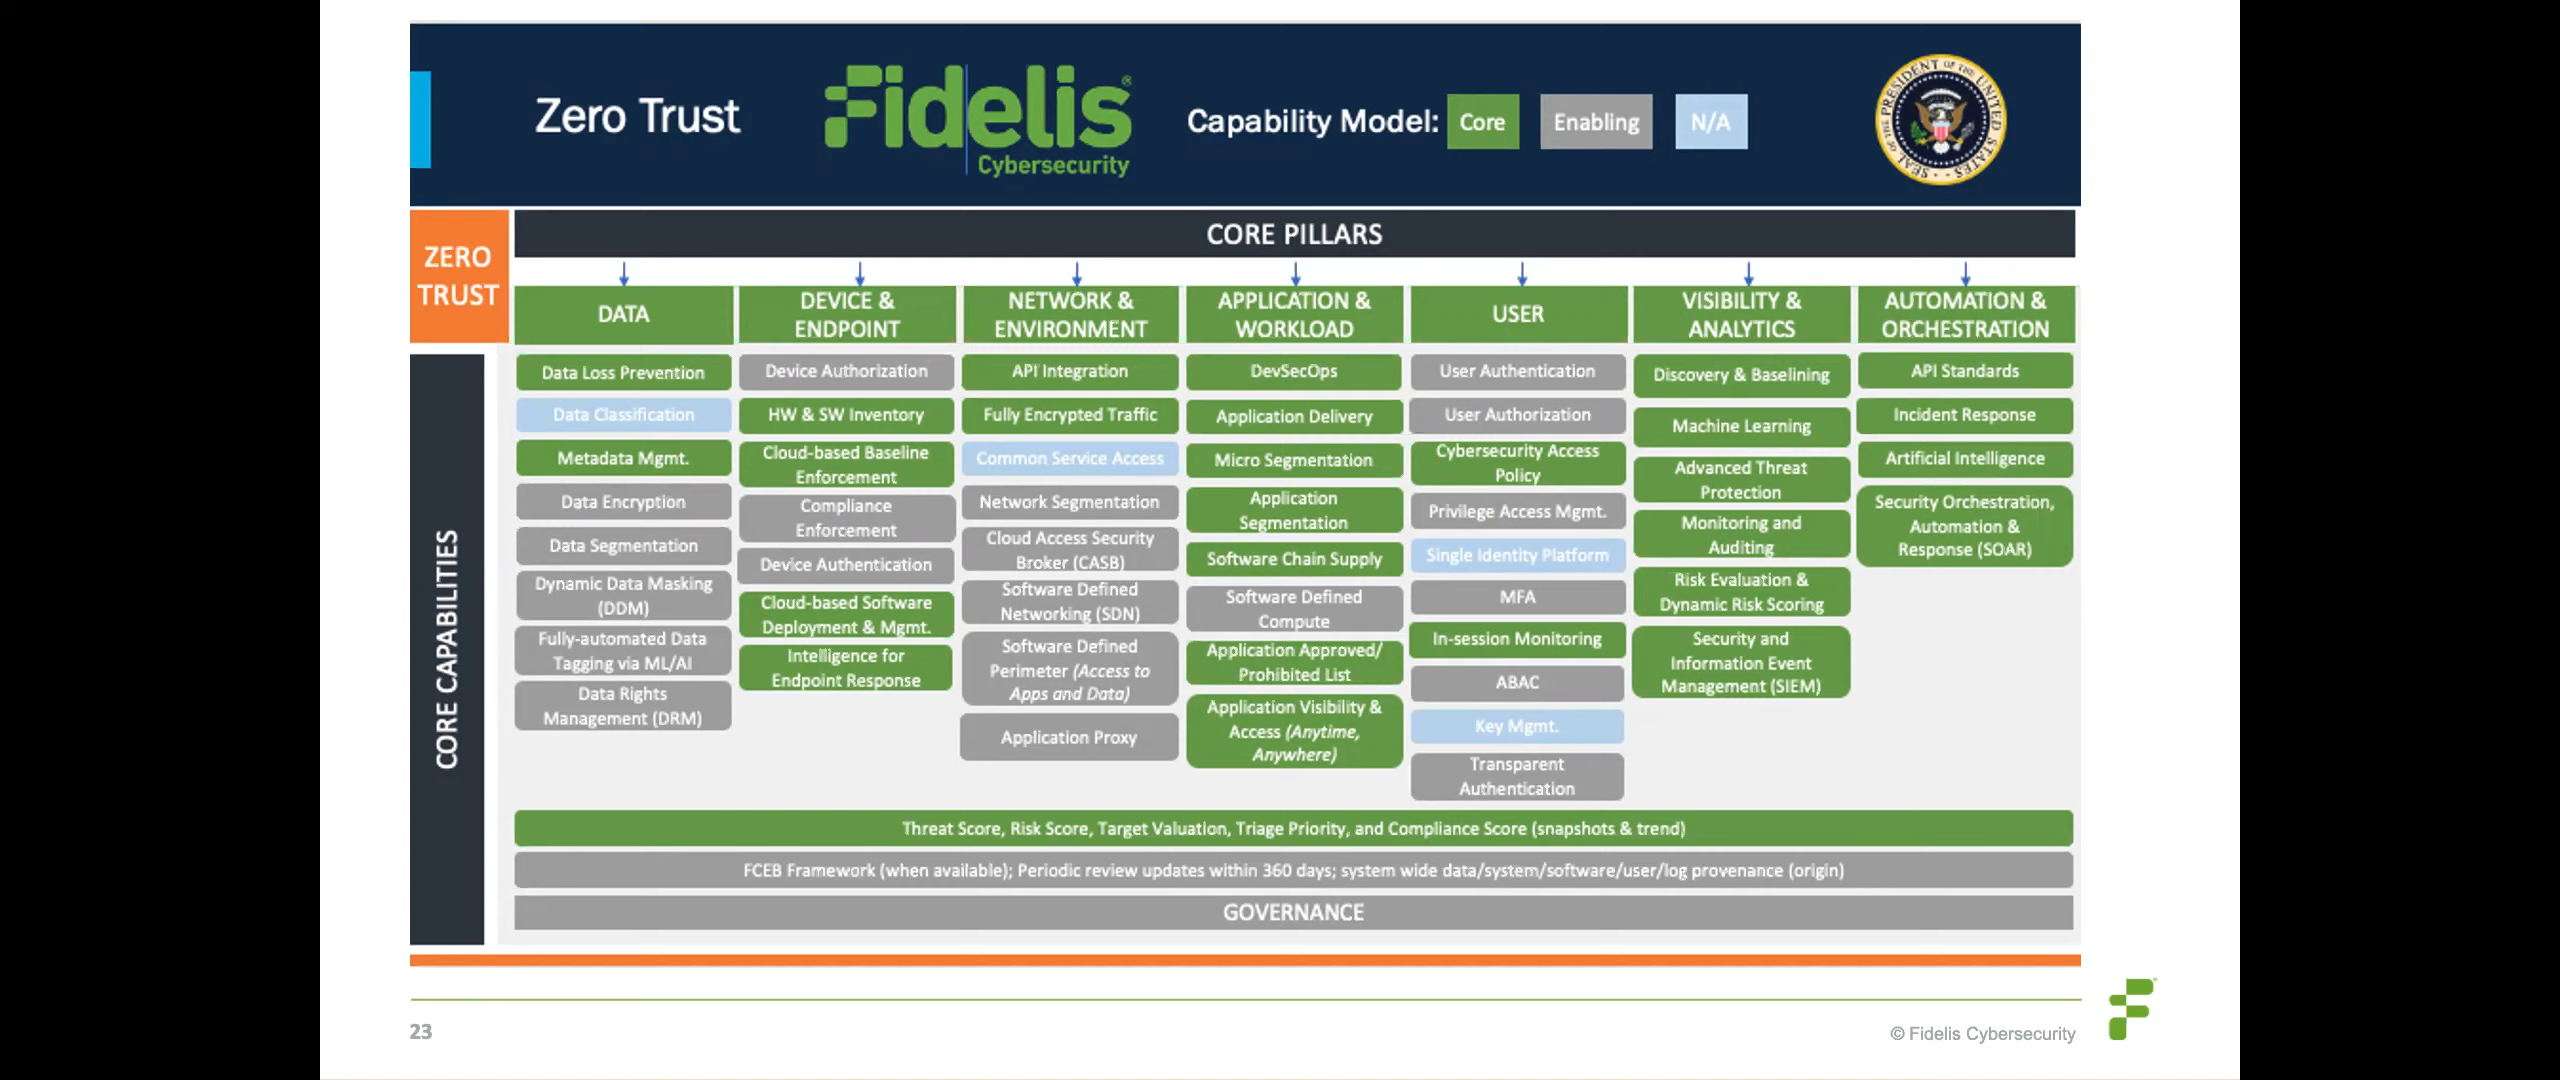 Zero Trust
Fidelis®
Cybersecurity
Capability Model:
Core
Enabling
N/A
SEAL OF THE PRESIDENT OF THE UNITED STATES
ZERO
TRUST
CORE PILLARS
DATA
DEVICE &
ENDPOINT
NETWORK &
ENVIRONMENT
APPLICATION &
WORKLOAD
USER
VISIBILITY &
ANALYTICS
AUTOMATION &
ORCHESTRATION
CORE CAPABILITIES
Data Loss Prevention
Data Classification
Metadata Mgmt.
Data Encryption
Data Segmentation
Dynamic Data Masking
(DDM)
Fully-automated Data
Tagging via ML/AI
Data Rights
Management (DRM)
Device Authorization
HW & SW Inventory
Cloud-based Baseline
Enforcement
Compliance
Enforcement
Device Authentication
Cloud-based Software
Deployment & Mgmt.
Intelligence for
Endpoint Response
API Integration
Fully Encrypted Traffic
Common Service Access
Network Segmentation
Cloud Access Security
Broker (CASB)
Software Defined
Networking (SDN)
Software Defined
Perimeter (Access to
Apps and Data)
Application Proxy
DevSecOps
Application Delivery
Micro Segmentation
Application
Segmentation
Software Chain Supply
Software Defined
Compute
Application Approved/
Prohibited List
Application Visibility &
Access (Anytime,
Anywhere)
User Authentication
User Authorization
Cybersecurity Access
Policy
Privilege Access Mgmt.
Single Identity Platform
MFA
In-session Monitoring
ABAC
Key Mgmt.
Transparent
Authentication
Discovery & Baselining
Machine Learning
Advanced Threat
Protection
Monitoring and
Auditing
Risk Evaluation &
Dynamic Risk Scoring
Security and
Information Event
Management (SIEM)
API Standards
Incident Response
Artificial Intelligence
Security Orchestration,
Automation &
Response (SOAR)
Threat Score, Risk Score, Target Valuation, Triage Priority, and Compliance Score (snapshots & trend)
FCEB Framework (when available); Periodic review updates within 360 days; system wide data/system/software/user/log provenance (origin)
GOVERNANCE
23
© Fidelis Cybersecurity